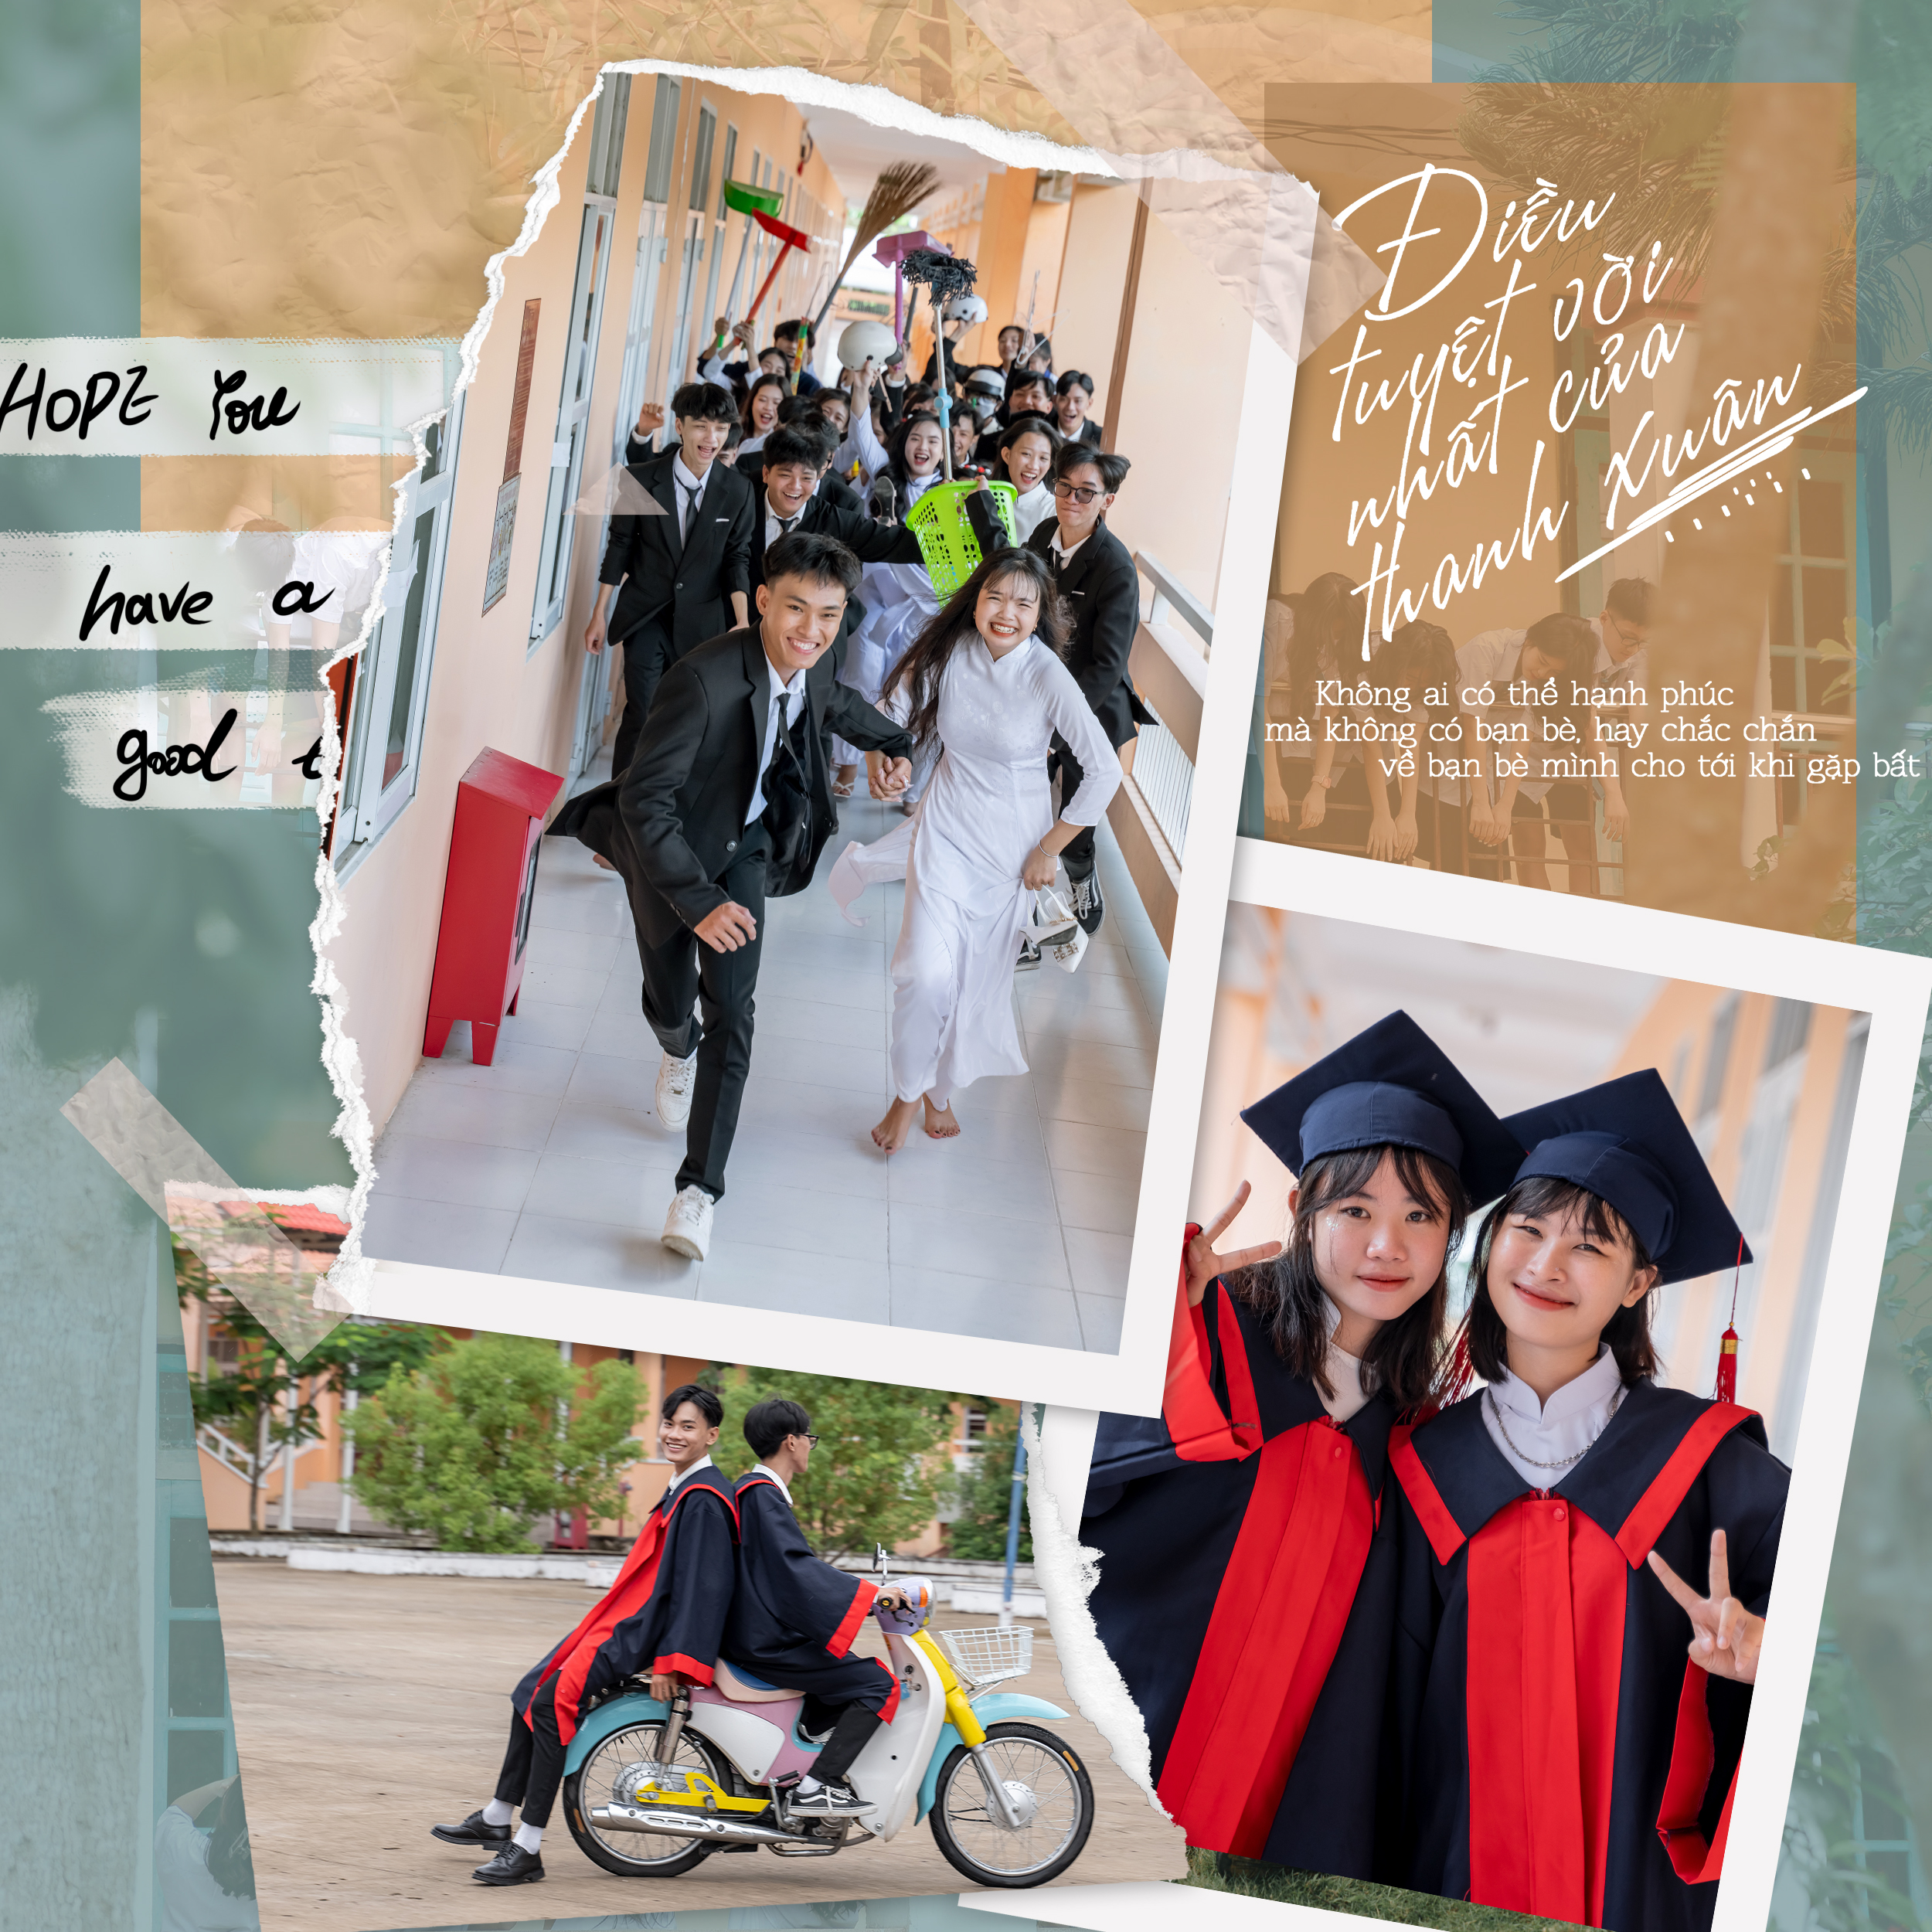 HOPE You
have a
good t
Điều
tuyệt vời
nhất của
thanh Xuân
Không ai có thể hạnh phúc
mà không có bạn bè, hay chắc chắn
về bạn bè mình cho tới khi gặp bất